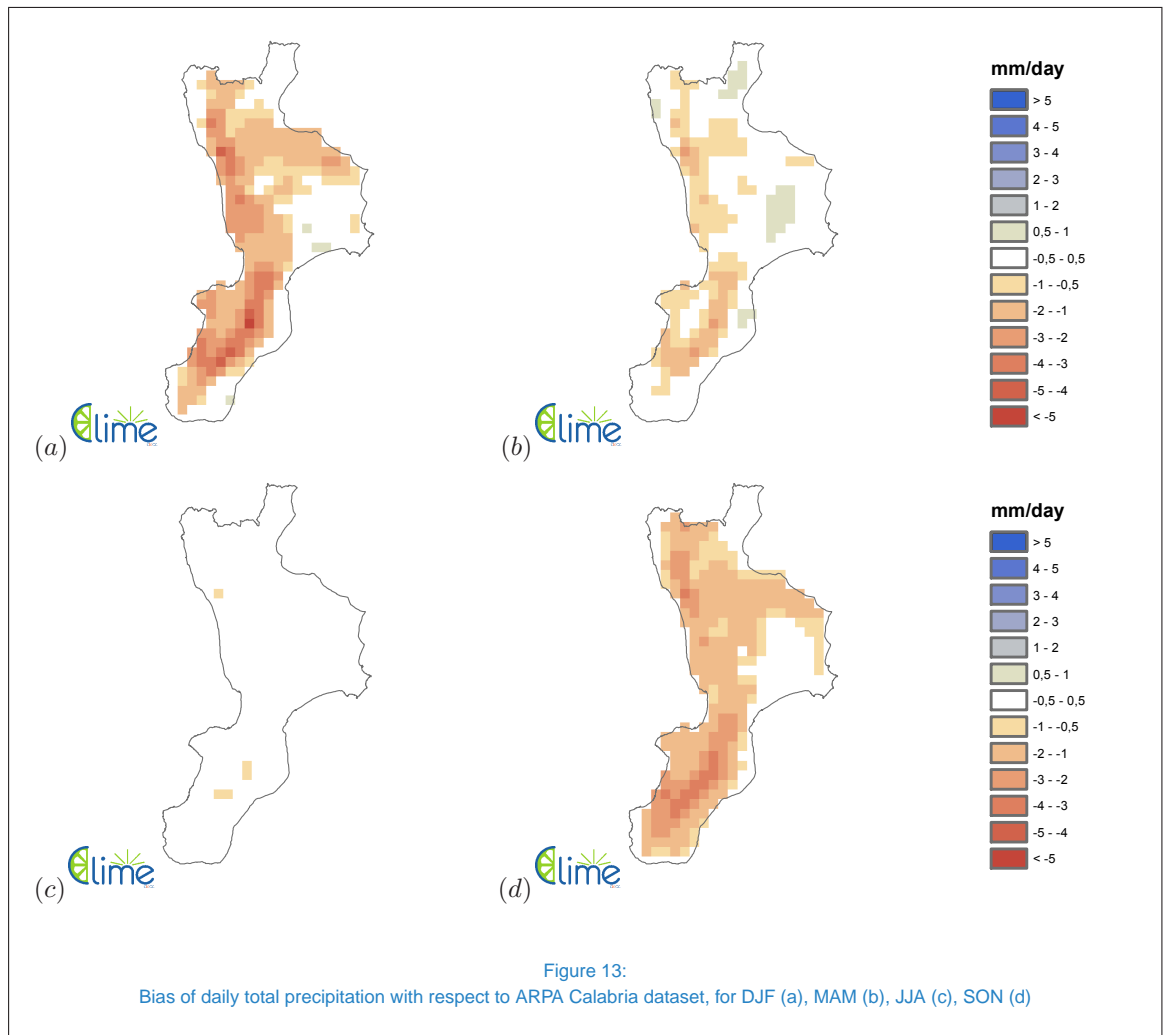 mm/day
> 5
4 - 5
3 - 4
2 - 3
1 - 2
0,5 - 1
-0,5 - 0,5
-1 - -0,5
-2 - -1
-3 - -2
-4 - -3
-5 - -4
< -5
(a) Clime
(b) Clime
mm/day
> 5
4 - 5
3 - 4
2 - 3
1 - 2
0,5 - 1
-0,5 - 0,5
-1 - -0,5
-2 - -1
-3 - -2
-4 - -3
-5 - -4
< -5
(c) Clime
(d) Clime
Figure 13:
Bias of daily total precipitation with respect to ARPA Calabria dataset, for DJF (a), MAM (b), JJA (c), SON (d)